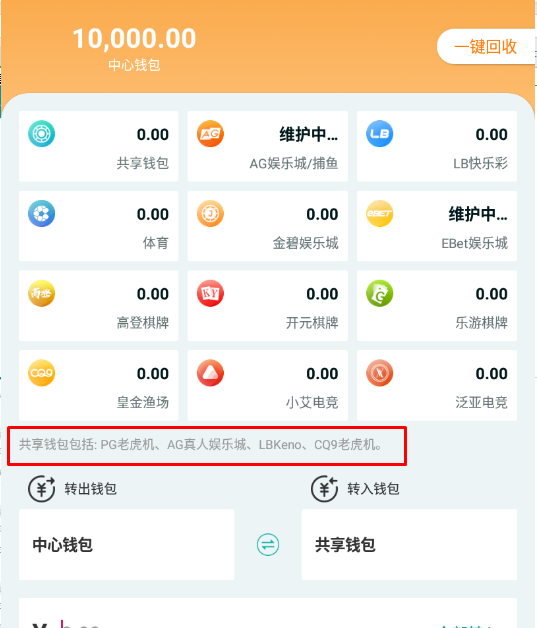 10,000.00
中心钱包
一键回收
0.00
共享钱包
AG
维护中...
AG娱乐城/捕鱼
LB
0.00
LB快乐彩
0.00
体育
0.00
金碧娱乐城
eBET
维护中...
EBet娱乐城
0.00
高登棋牌
KY
0.00
开元棋牌
0.00
乐游棋牌
CQ9
0.00
皇金渔场
0.00
小艾电竞
0.00
泛亚电竞
共享钱包包括: PG老虎机、AG真人娱乐城、LBKeno、CQ9老虎机。
转出钱包
转入钱包
中心钱包
共享钱包